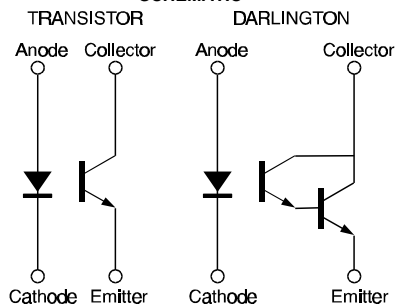 TRANSISTOR DARLINGTON
Anode Collector Anode Collector
Cathode Emitter Cathode Emitter